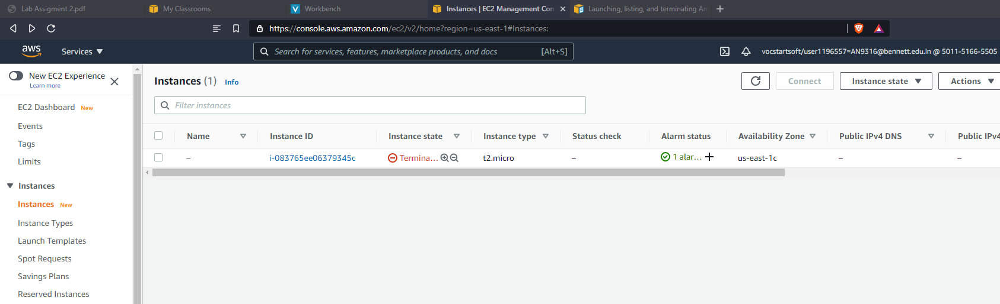 Lab Assigment 2.pdf
My Classrooms
Workbench
Instances | EC2 Management Con
Launching, listing, and terminating Am
https://console.aws.amazon.com/ec2/v2/home?region=us-east-1#Instances:
aws
Services
Search for services, features, marketplace products, and docs
[Alt+S]
vocstartsoft/user1196557=AN9316@bennett.edu.in @ 5011-5166-5505
New EC2 Experience
Learn more
EC2 Dashboard New
Events
Tags
Limits
Instances
Instances New
Instance Types
Launch Templates
Spot Requests
Savings Plans
Reserved Instances
Instances (1) Info
Connect
Instance state
Actions
Filter instances
Name Instance ID Instance state Instance type Status check Alarm status Availability Zone Public IPv4 DNS Public IPv4
– i-083765ee06379345c Termina... t2.micro – 1 alar... + us-east-1c – –